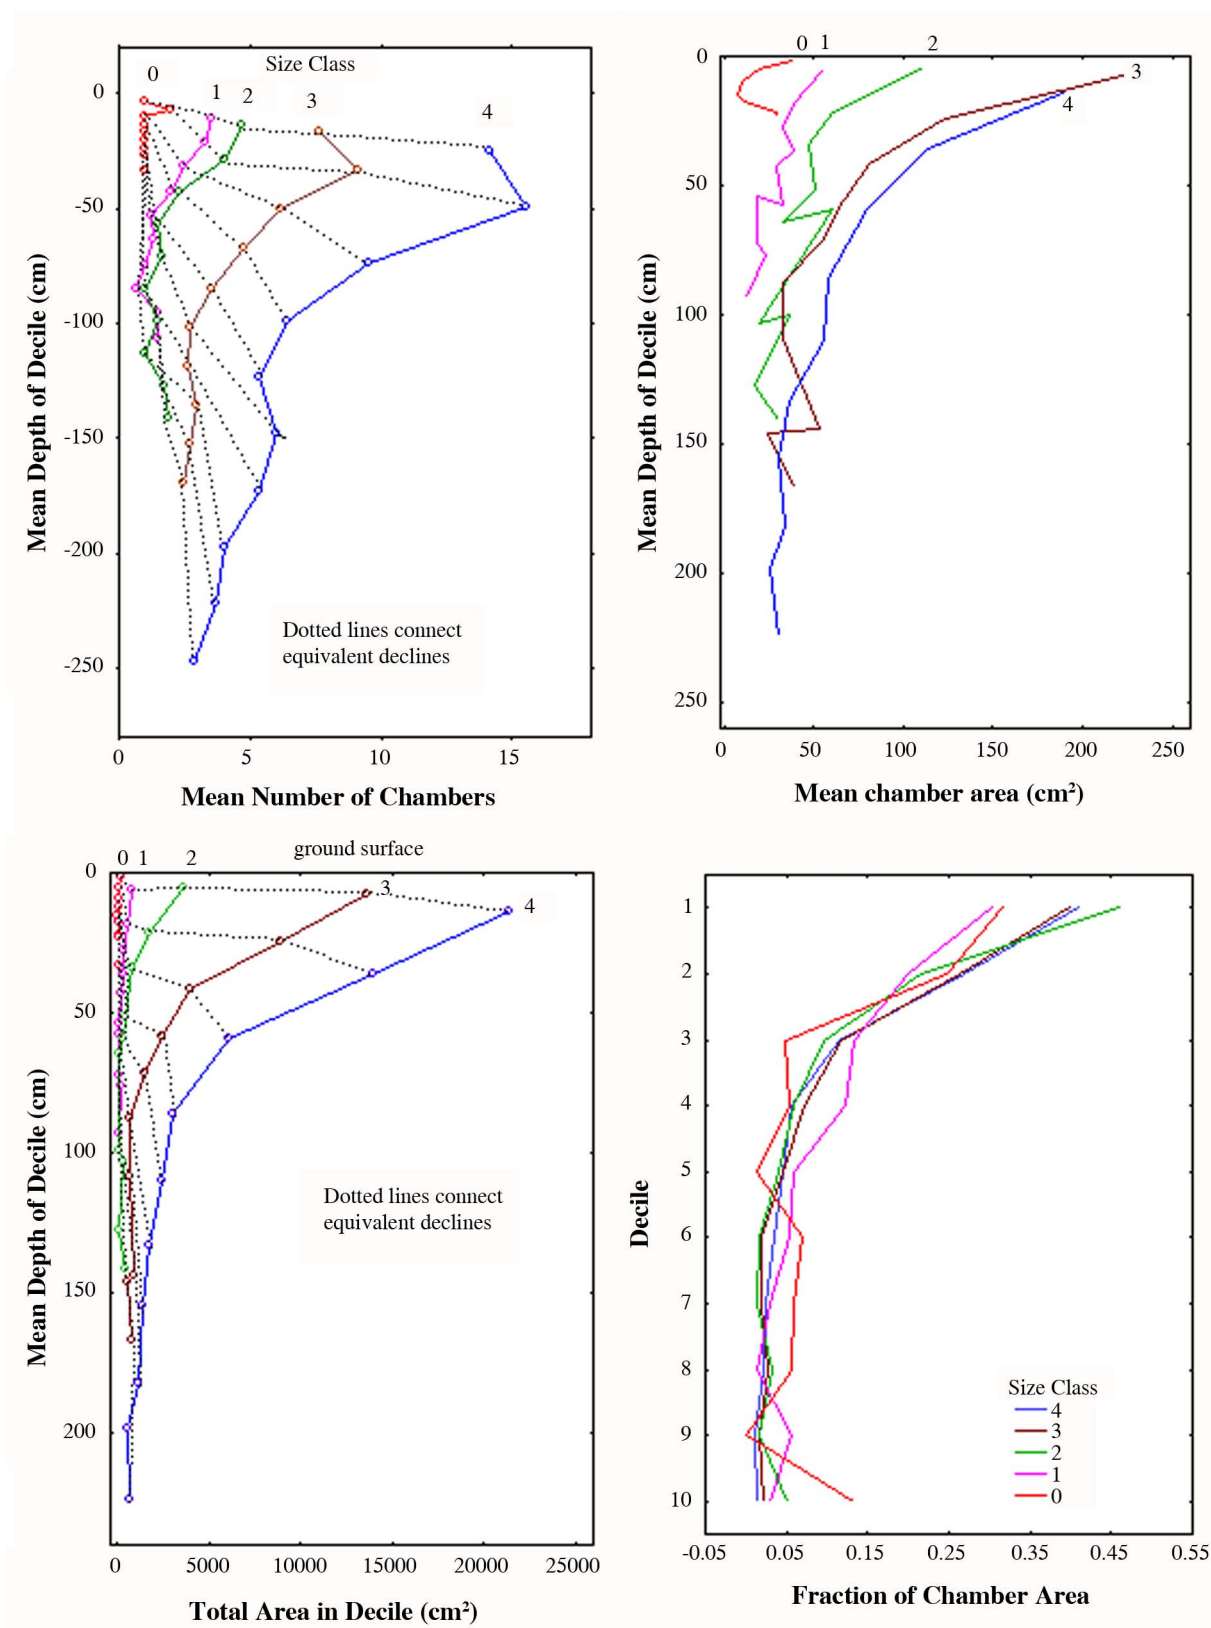 Size Class
0
1
2
3
4
0
-50
-100
-150
-200
-250
Mean Depth of Decile (cm)
Dotted lines connect
equivalent declines
0 5 10 15
Mean Number of Chambers
0 1 2
3
4
0
50
100
150
200
250
Mean Depth of Decile (cm)
0 50 100 150 200 250
Mean chamber area (cm²)
ground surface
0 1 2
3
4
0
50
100
150
200
Mean Depth of Decile (cm)
Dotted lines connect
equivalent declines
0 5000 10000 15000 20000 25000
Total Area in Decile (cm²)
1
2
3
4
5
6
7
8
9
10
Decile
Size Class
4
3
2
1
0
-0.05 0.05 0.15 0.25 0.35 0.45 0.55
Fraction of Chamber Area